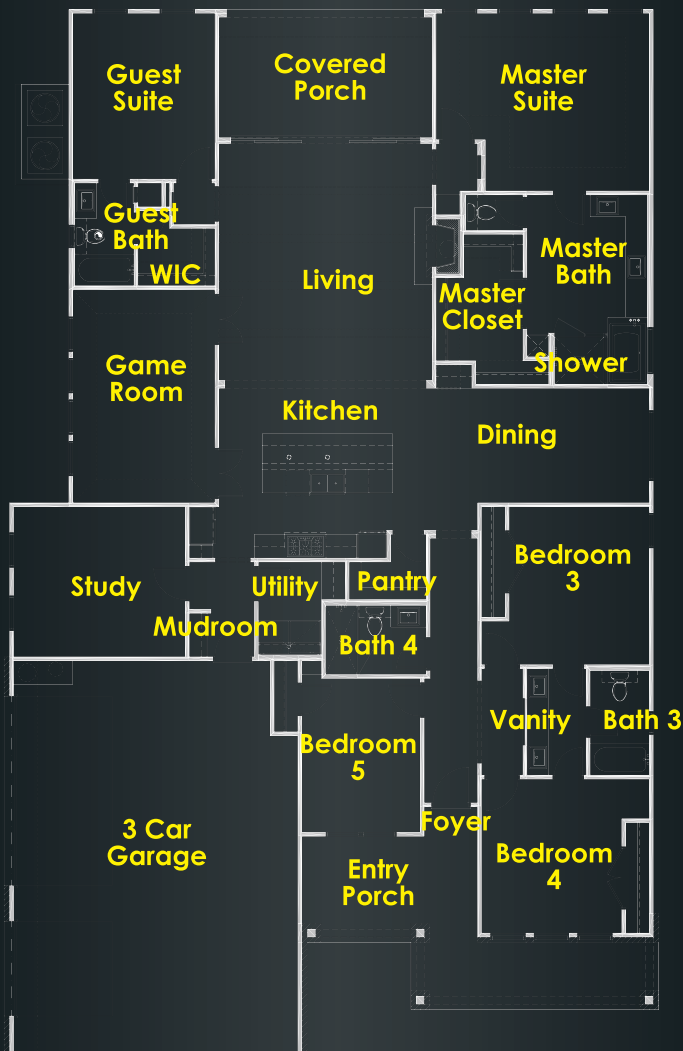 Guest
Suite
Covered
Porch
Master
Suite
Guest
Bath
WIC
Living
Master
Bath
Master
Closet
Shower
Game
Room
Kitchen
Dining
Study
Utility
Pantry
Bedroom
3
Mudroom
Bath 4
Vanity
Bath 3
Bedroom
5
Foyer
3 Car
Garage
Entry
Porch
Bedroom
4